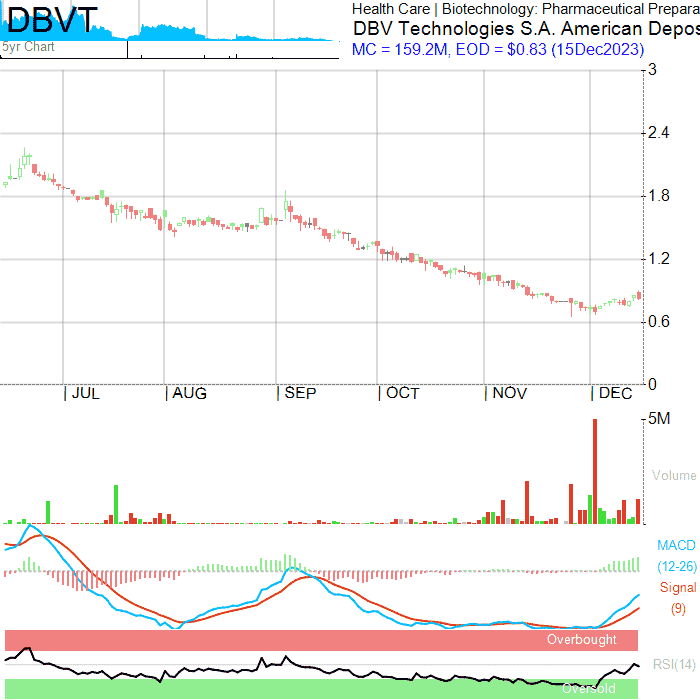 DBVT
5yr Chart
Health Care | Biotechnology: Pharmaceutical Prepara
DBV Technologies S.A. American Depos
MC = 159.2M, EOD = $0.83 (15Dec2023)
3
2.4
1.8
1.2
0.6
0
JUL AUG SEP OCT NOV DEC
5M
Volume
MACD
(12-26)
Signal
(9)
Overbought
RSI(14)
Oversold